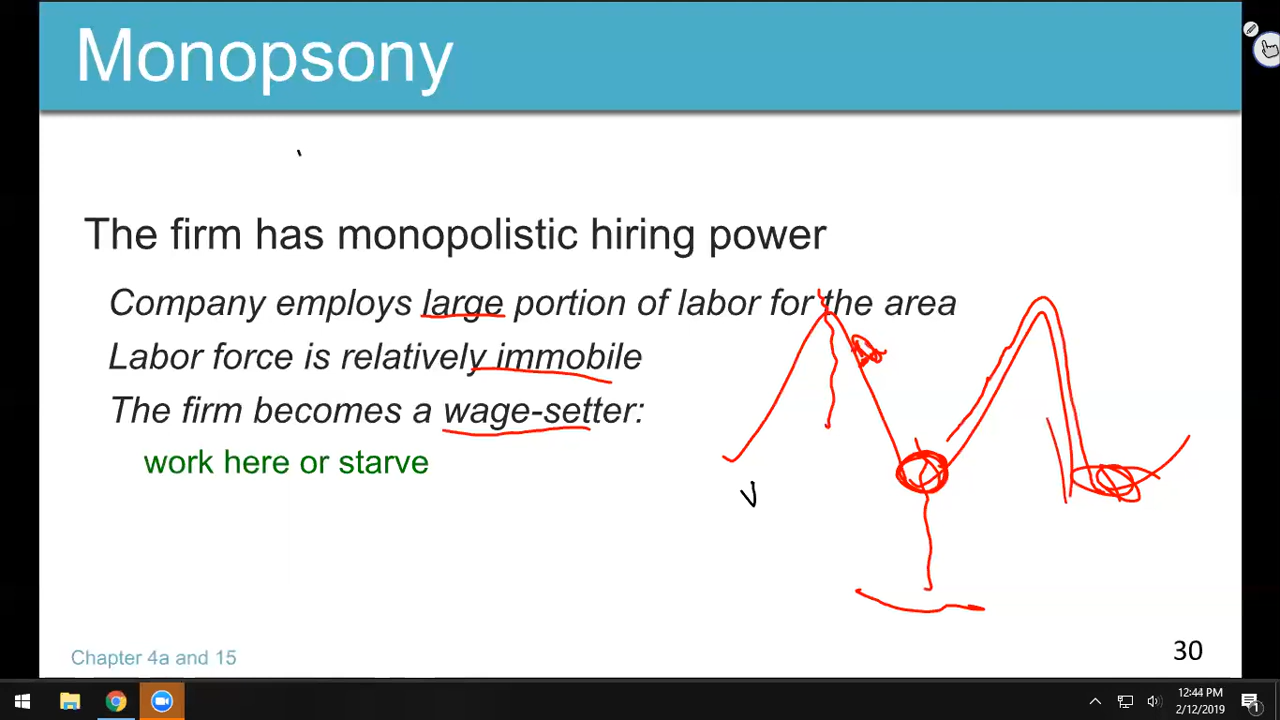 Monopsony
The firm has monopolistic hiring power
Company employs large portion of labor for the area
Labor force is relatively immobile
The firm becomes a wage-setter:
work here or starve
V
Chapter 4a and 15
30
12:44 PM
2/12/2019
1